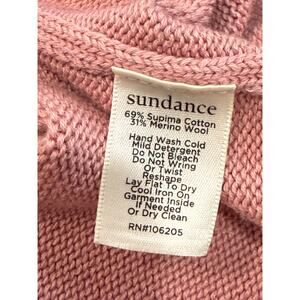 sundance
69% Supima Cotton
31% Merino Wool
Hand Wash Cold
Mild Detergent
Do Not Bleach
Do Not Wring
Or Twist
Reshape
Lay Flat To Dry
Cool Iron On
Garment Inside
If Needed
Or Dry Clean
RN#106205